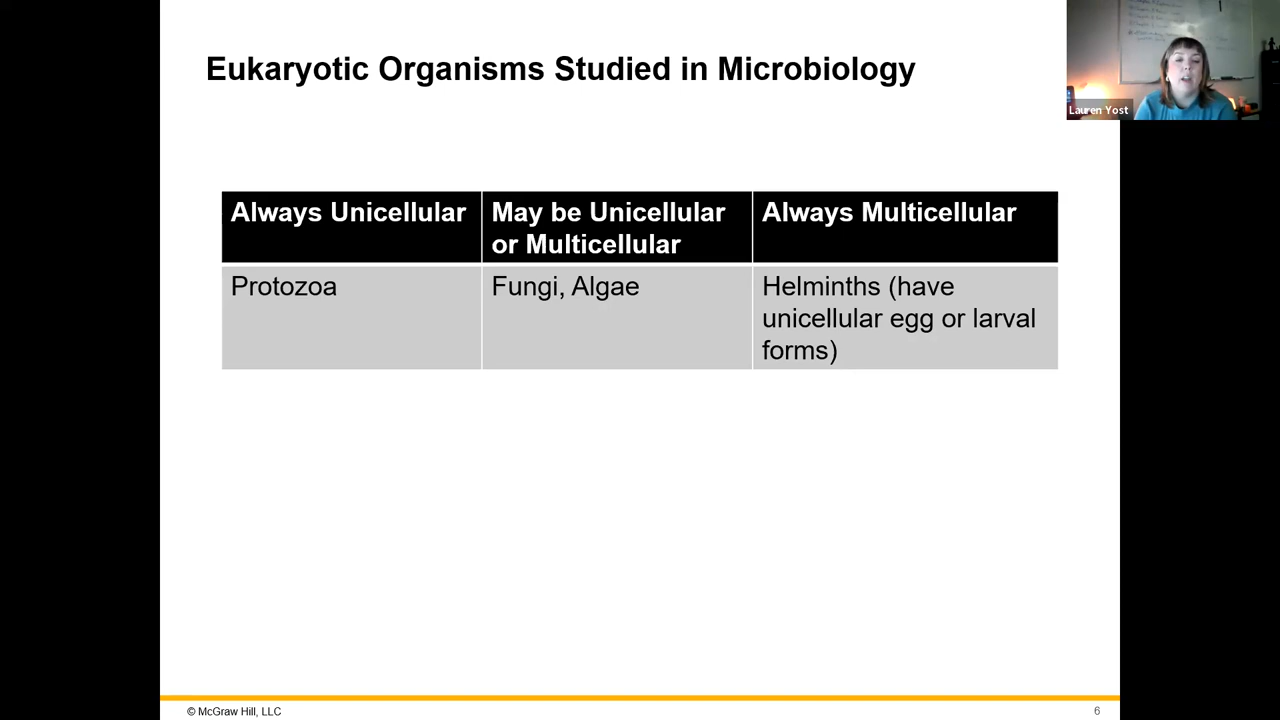 Eukaryotic Organisms Studied in Microbiology
Lauren Yost
Always Unicellular
May be Unicellular
or Multicellular
Always Multicellular
Protozoa
Fungi, Algae
Helminths (have
unicellular egg or larval
forms)
© McGraw Hill, LLC
6